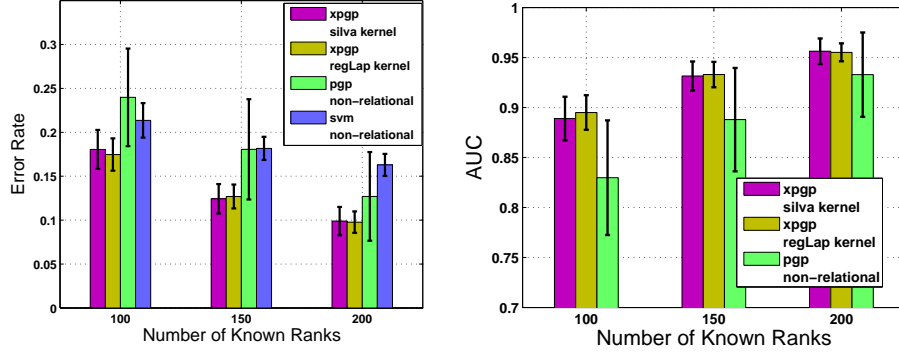 0.3
0.25
0.2
0.15
0.1
0.05
0
Error Rate
100
150
200
Number of Known Ranks
xpgp
silva kernel
xpgp
regLap kernel
pgp
non−relational
svm
non−relational
1
0.95
0.9
0.85
0.8
0.75
0.7
AUC
100
150
200
Number of Known Ranks
xpgp
silva kernel
xpgp
regLap kernel
pgp
non−relational